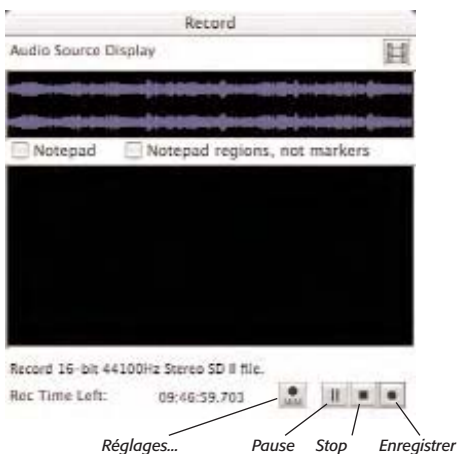 Record
Audio Source Display
Notepad
Notepad regions, not markers
Record 16-bit 44100Hz Stereo SD II file.
Rec Time Left: 09:46:59.703
Réglages... Pause Stop Enregistrer